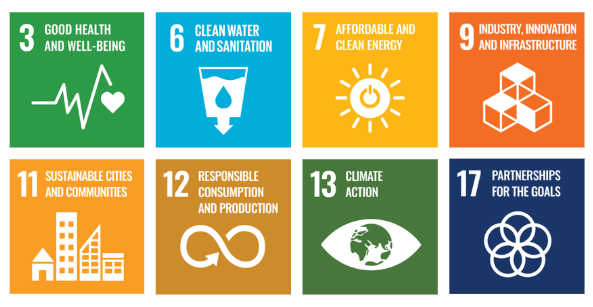 3 GOOD HEALTH
AND WELL-BEING
6 CLEAN WATER
AND SANITATION
7 AFFORDABLE AND
CLEAN ENERGY
9 INDUSTRY, INNOVATION
AND INFRASTRUCTURE
11 SUSTAINABLE CITIES
AND COMMUNITIES
12 RESPONSIBLE
CONSUMPTION
AND PRODUCTION
13 CLIMATE
ACTION
17 PARTNERSHIPS
FOR THE GOALS